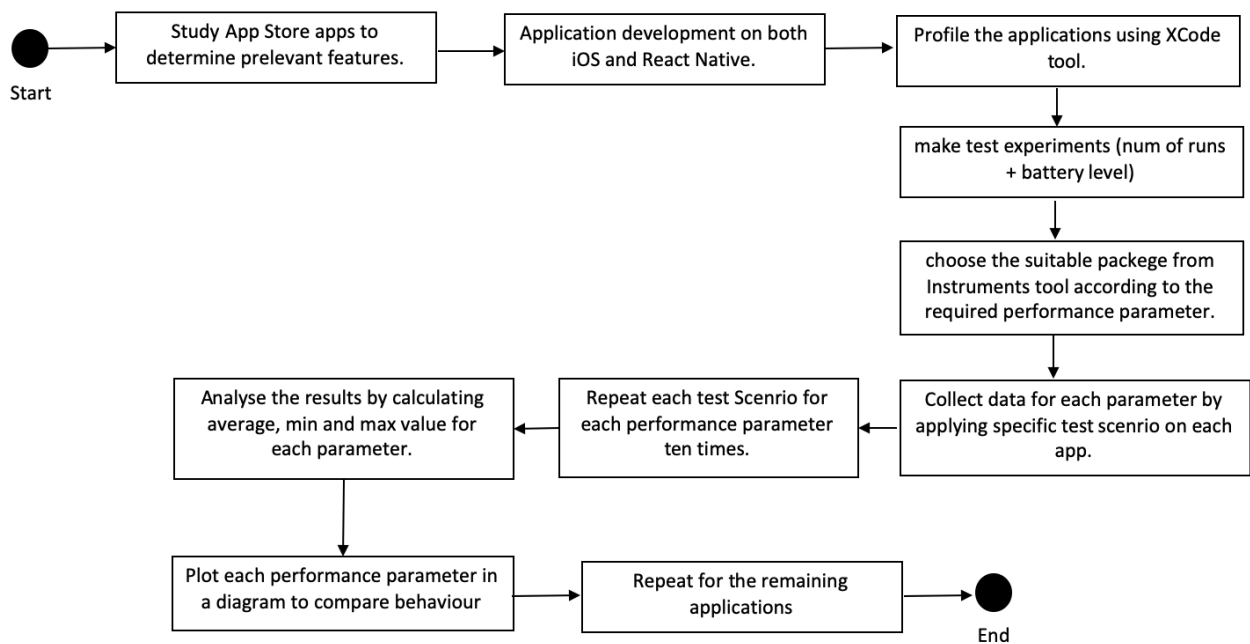 Start
Study App Store apps to
determine prelevant features.
Application development on both
iOS and React Native.
Profile the applications using XCode
tool.
make test experiments (num of runs
+ battery level)
choose the suitable packege from
Instruments tool according to the
required performance parameter.
Collect data for each parameter by
applying specific test scenrio on each
app.
Repeat each test Scenrio for
each performance parameter
ten times.
Analyse the results by calculating
average, min and max value for
each parameter.
Plot each performance parameter in
a diagram to compare behaviour
Repeat for the remaining
applications
End